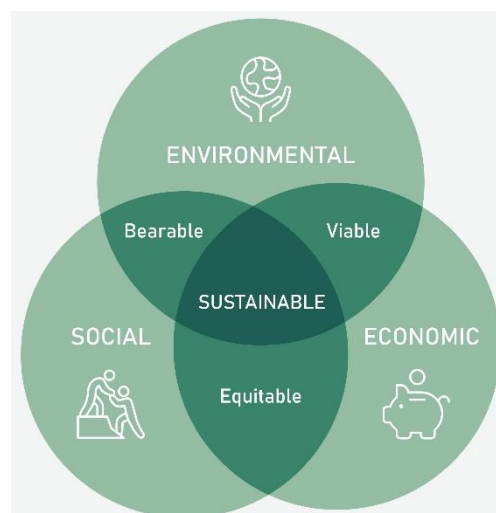 ENVIRONMENTAL
Bearable
Viable
SUSTAINABLE
SOCIAL
ECONOMIC
Equitable